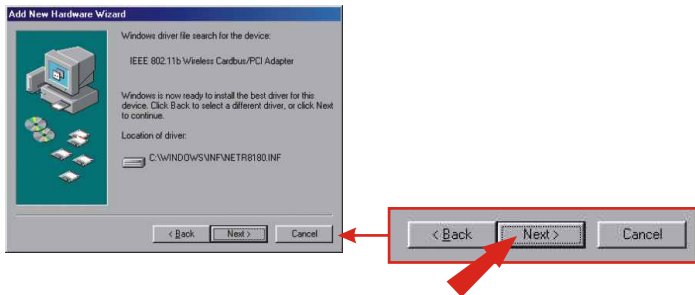 Add New Hardware Wizard
Windows driver file search for the device:
IEEE 802.11b Wireless Cardbus/PCI Adapter
Windows is now ready to install the best driver for this
device. Click Back to select a different driver, or click Next
to continue.
Location of driver:
C:\WINDOWS\INF\NETR8180.INF
< Back Next > Cancel
< Back Next > Cancel